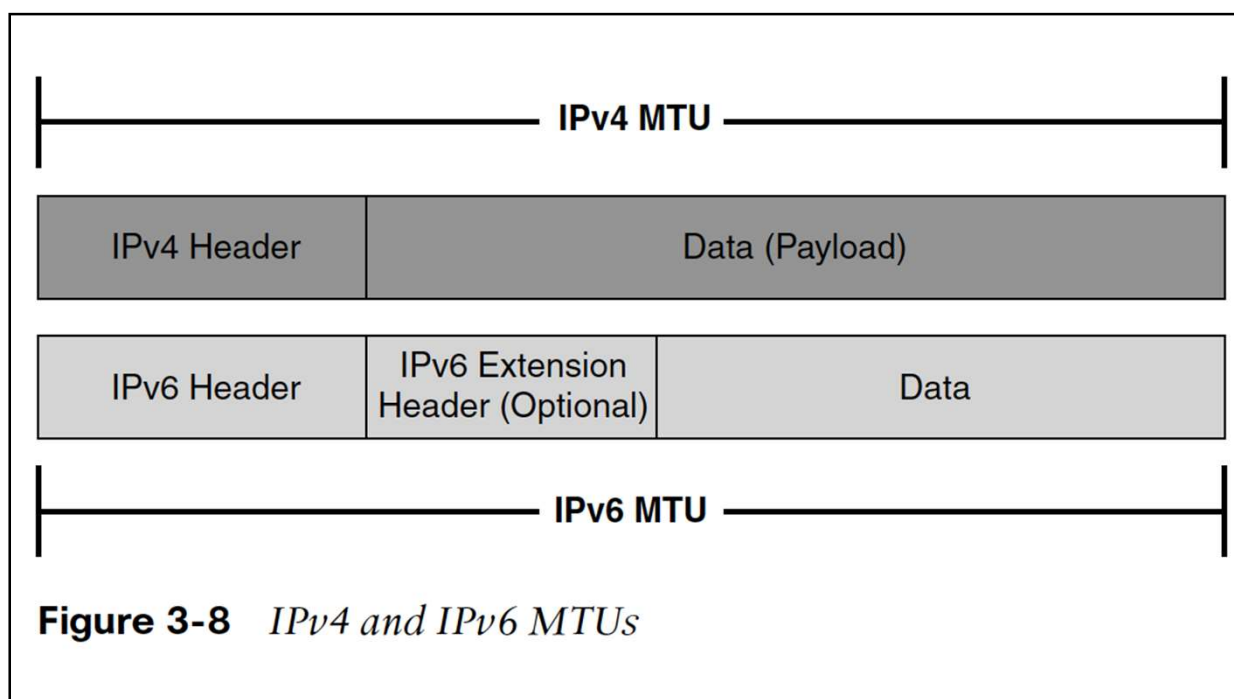 IPv4 MTU
IPv4 Header Data (Payload)
IPv6 Header IPv6 Extension Header (Optional) Data
IPv6 MTU
Figure 3-8 IPv4 and IPv6 MTUs